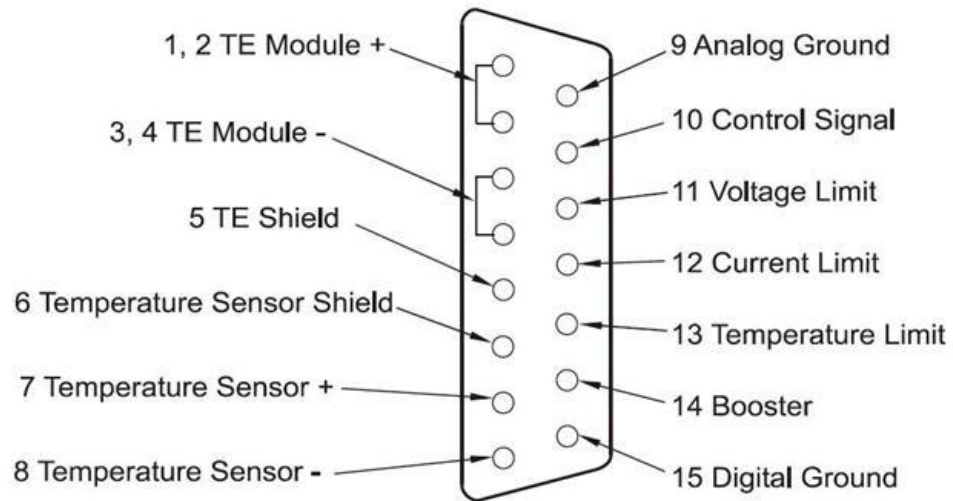 1, 2 TE Module +
3, 4 TE Module -
5 TE Shield
6 Temperature Sensor Shield
7 Temperature Sensor +
8 Temperature Sensor -
9 Analog Ground
10 Control Signal
11 Voltage Limit
12 Current Limit
13 Temperature Limit
14 Booster
15 Digital Ground